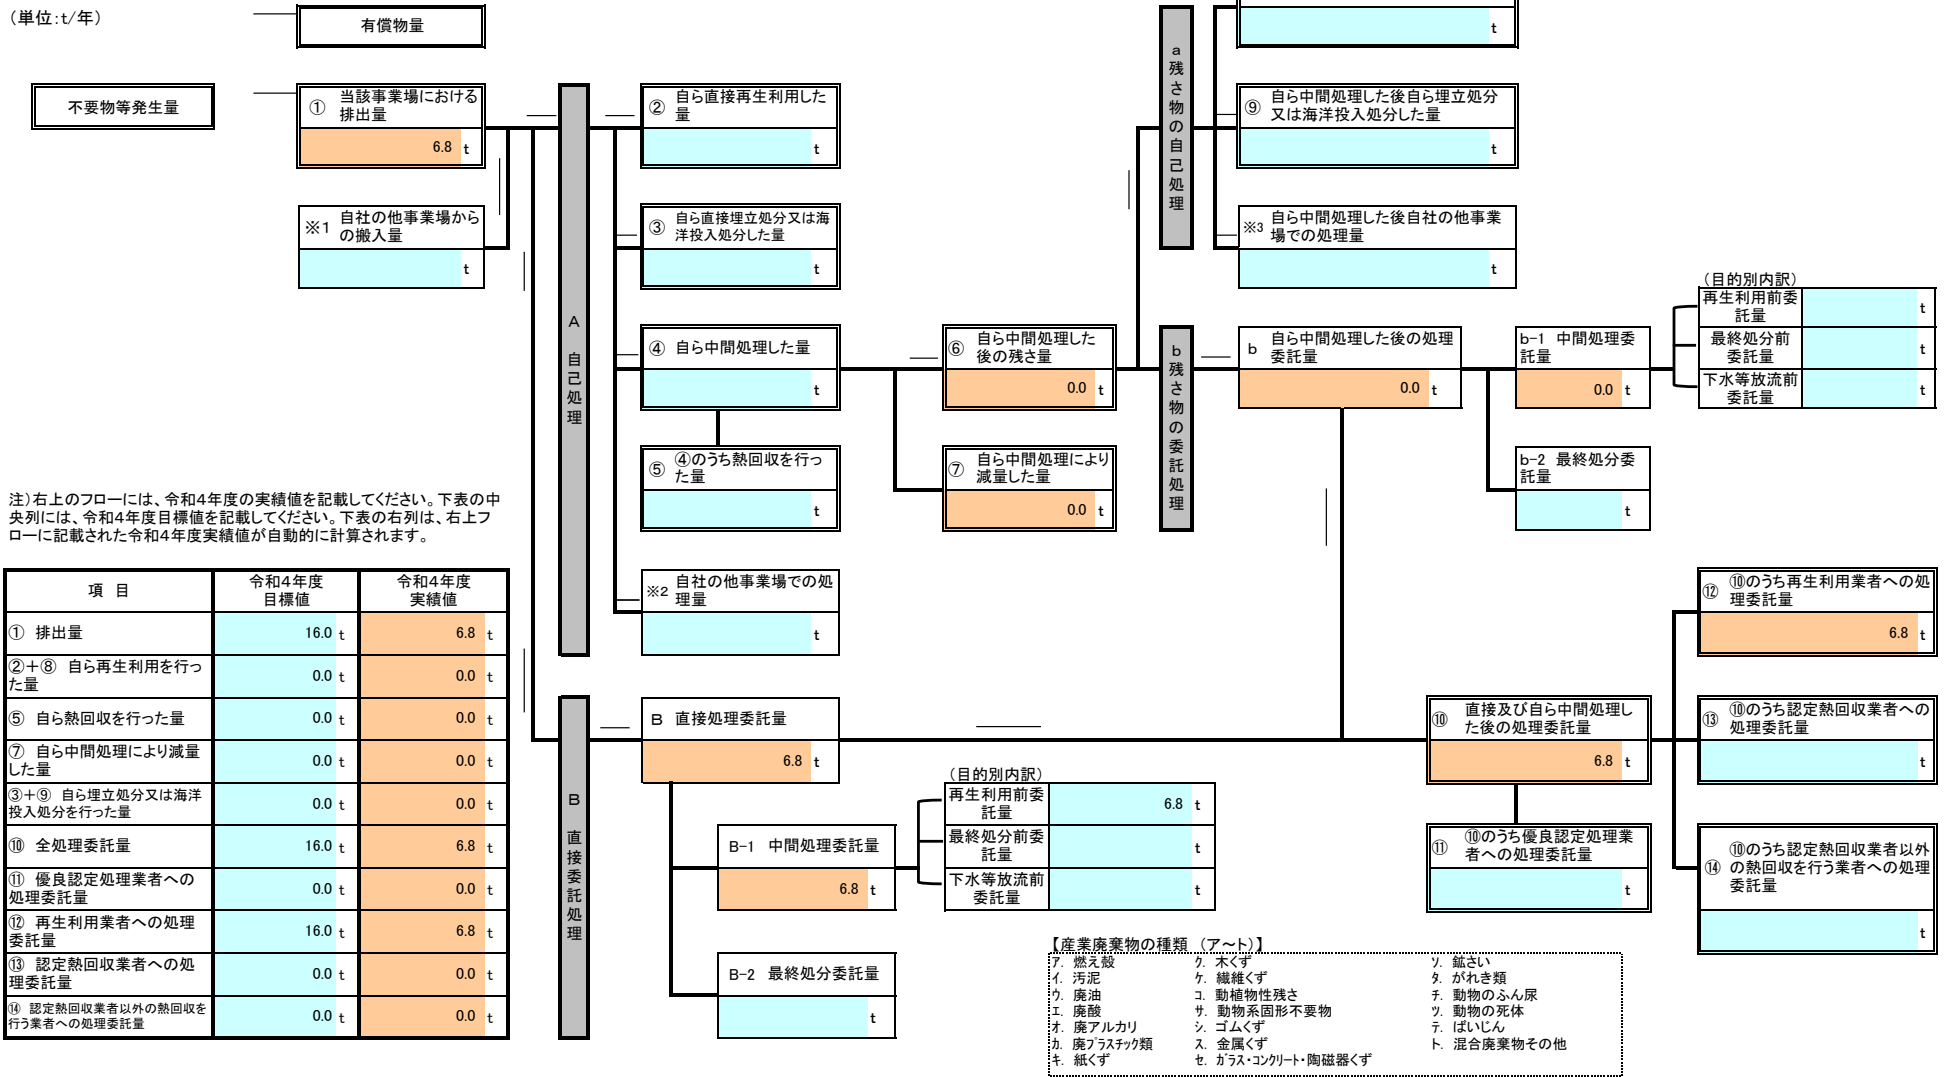 (単位:t/年)
有償物量
不要物等発生量
① 当該事業場における
排出量
6.8 t
※1 自社の他事業場から
の搬入量
t
A 自己処理
② 自ら直接再生利用した
量
t
③ 自ら直接埋立処分又は海
洋投入処分した量
t
④ 自ら中間処理した量
t
⑤ ④のうち熱回収を行っ
た量
t
※2 自社の他事業場での処
理量
t
⑥ 自ら中間処理した
後の残さ量
0.0 t
⑦ 自ら中間処理により
減量した量
0.0 t
a 残さ物の自己処理
t
⑨ 自ら中間処理した後自ら埋立処分
又は海洋投入処分した量
t
※3 自ら中間処理した後自社の他事業
場での処理量
t
b 残さ物の委託処理
b 自ら中間処理した後の処理
委託量
0.0 t
b-1 中間処理委
託量
0.0 t
b-2 最終処分委
託量
t
(目的別内訳)
再生利用前委
託量
t
最終処分前
委託量
t
下水等放流前
委託量
t
注)右上のフローには、令和4年度の実績値を記載してください。下表の中
央列には、令和4年度目標値を記載してください。下表の右列は、右上フ
ローに記載された令和4年度実績値が自動的に計算されます。
項 目
令和4年度
目標値
令和4年度
実績値
① 排出量 16.0 t 6.8 t
②+⑧ 自ら再生利用を行っ
た量
0.0 t 0.0 t
⑤ 自ら熱回収を行った量 0.0 t 0.0 t
⑦ 自ら中間処理により減量
した量
0.0 t 0.0 t
③+⑨ 自ら埋立処分又は海洋
投入処分を行った量
0.0 t 0.0 t
⑩ 全処理委託量 16.0 t 6.8 t
⑪ 優良認定処理業者への
処理委託量
0.0 t 0.0 t
⑫ 再生利用業者への処理
委託量
16.0 t 6.8 t
⑬ 認定熱回収業者への処
理委託量
0.0 t 0.0 t
⑭ 認定熱回収業者以外の熱回収を
行う業者への処理委託量
0.0 t 0.0 t
B 直接委託処理
B 直接処理委託量
6.8 t
B-1 中間処理委託量
6.8 t
B-2 最終処分委託量
t
(目的別内訳)
再生利用前委
託量
6.8 t
最終処分前委
託量
t
下水等放流前
委託量
t
⑩ 直接及び自ら中間処理し
た後の処理委託量
6.8 t
⑪ ⑩のうち優良認定処理業
者への処理委託量
t
⑫ ⑩のうち再生利用業者への処
理委託量
6.8 t
⑬ ⑩のうち認定熱回収業者への
処理委託量
t
⑭ ⑩のうち認定熱回収業者以外
の熱回収を行う業者への処理
委託量
t
【産業廃棄物の種類 (ア～ト)】
ア. 燃え殻 ク. 木くず ソ. 鉱さい
イ. 汚泥 ケ. 繊維くず タ. がれき類
ウ. 廃油 コ. 動植物性残さ チ. 動物のふん尿
エ. 廃酸 サ. 動物系固形不要物 ツ. 動物の死体
オ. 廃アルカリ シ. ゴムくず テ. ばいじん
カ. 廃プラスチック類 ス. 金属くず ト. 混合廃棄物その他
キ. 紙くず セ. ガラス・コンクリート・陶磁器くず